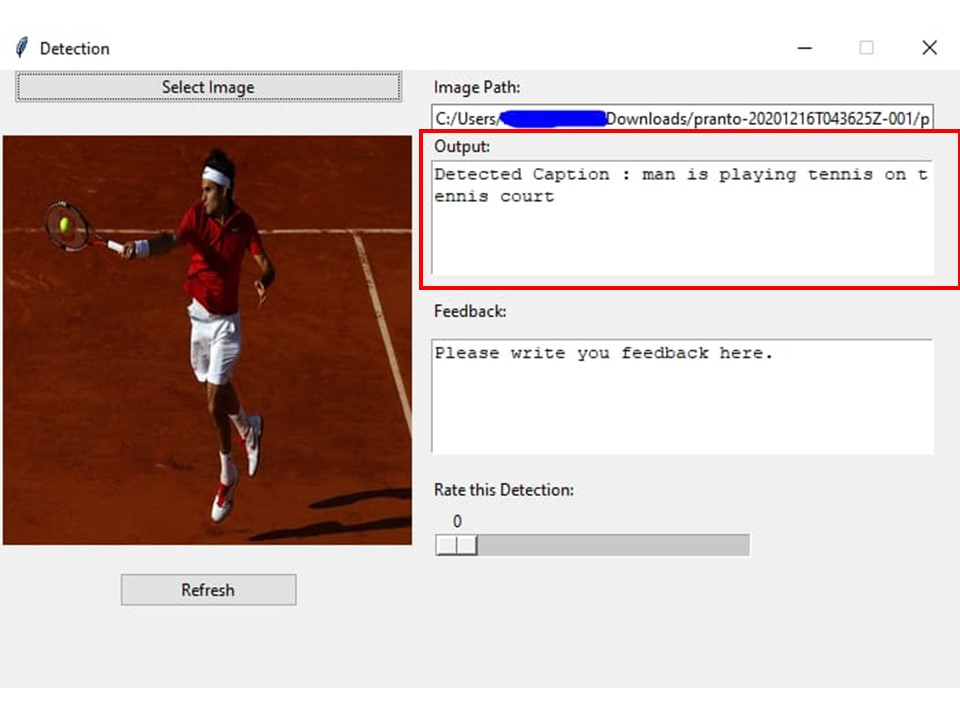 Detection
Select Image
Image Path:
C:/Users/ Downloads/pranto-20201216T043625Z-001/p
Output:
Detected Caption : man is playing tennis on t
ennis court
Feedback:
Please write you feedback here.
Rate this Detection:
0
Refresh